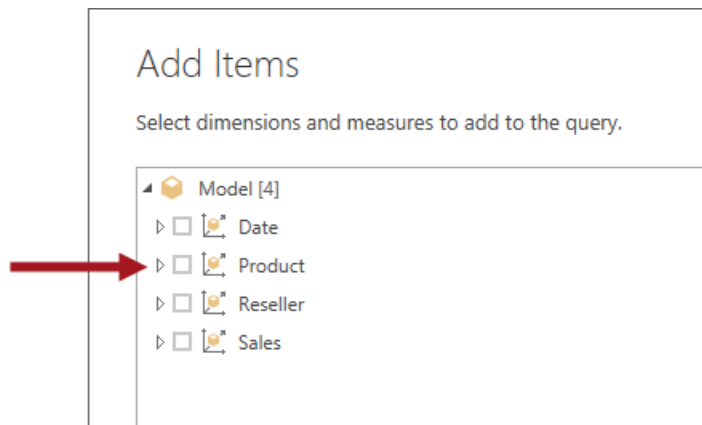 Add Items
Select dimensions and measures to add to the query.
Model [4]
Date
Product
Reseller
Sales